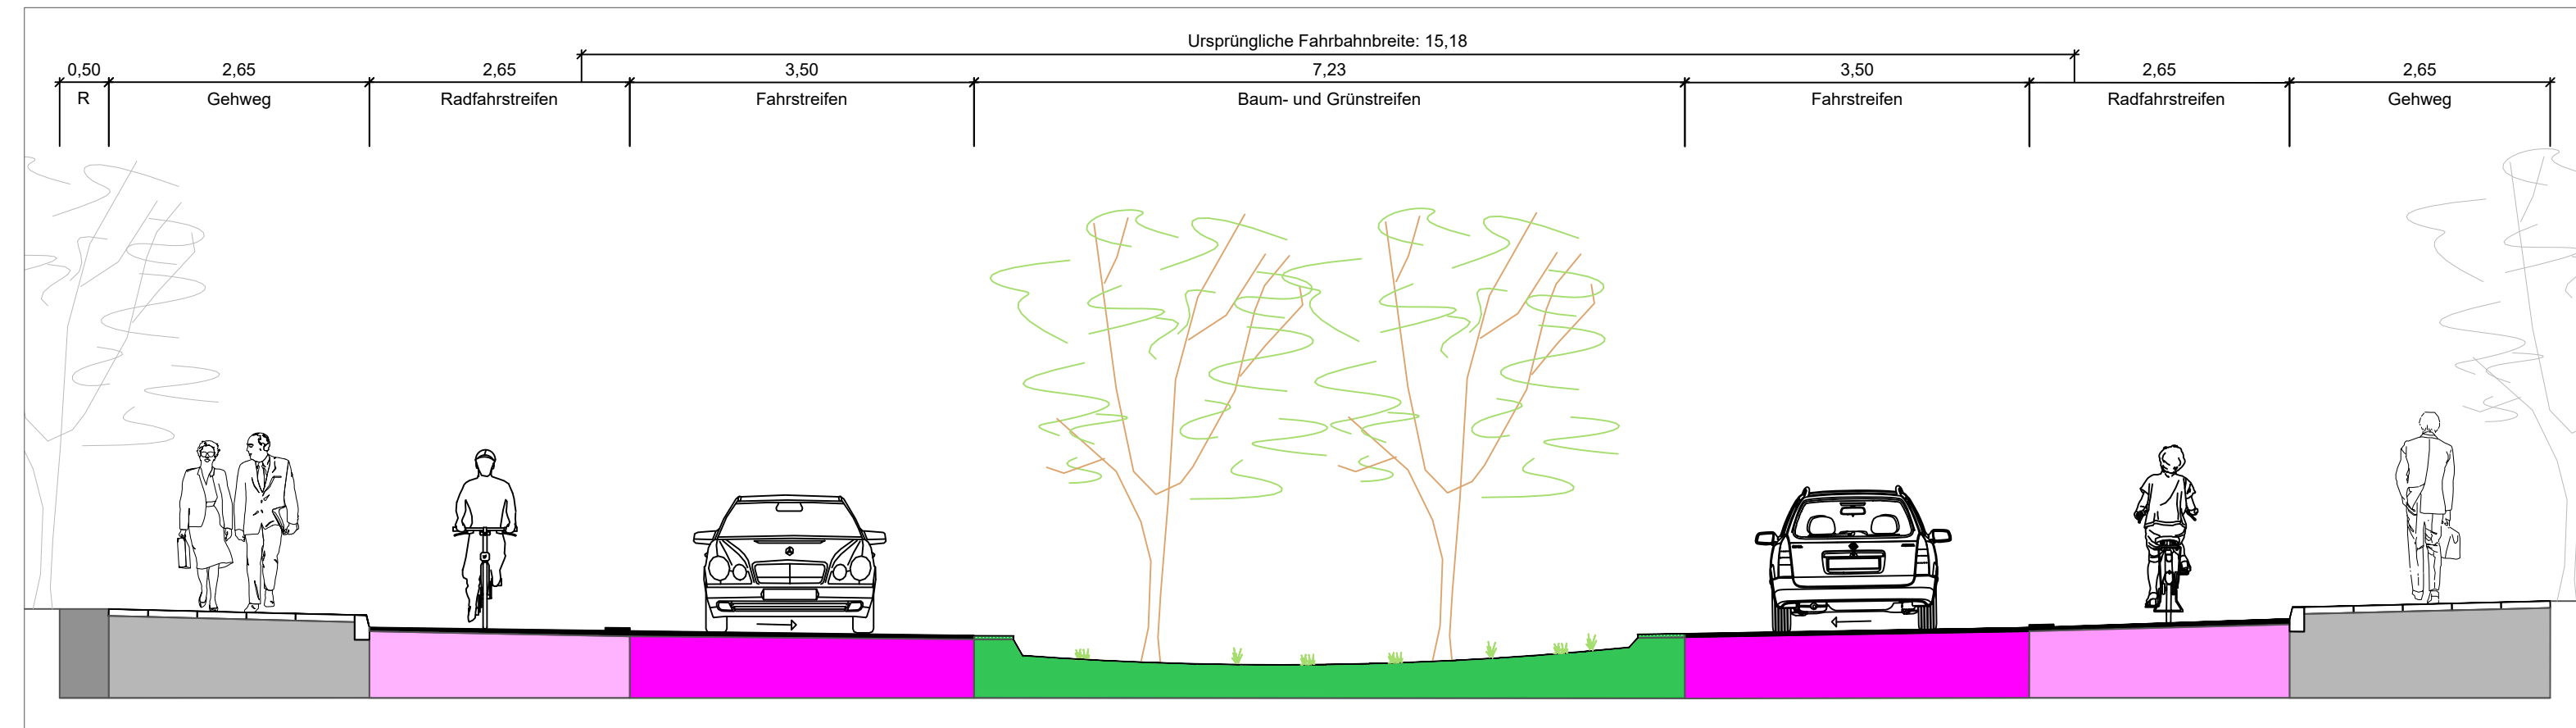 Ursprüngliche Fahrbahnbreite: 15,18
0,50 2,65 2,65 3,50 7,23 3,50 2,65 2,65
R Gehweg Radfahrstreifen Fahrstreifen Baum- und Grünstreifen Fahrstreifen Radfahrstreifen Gehweg